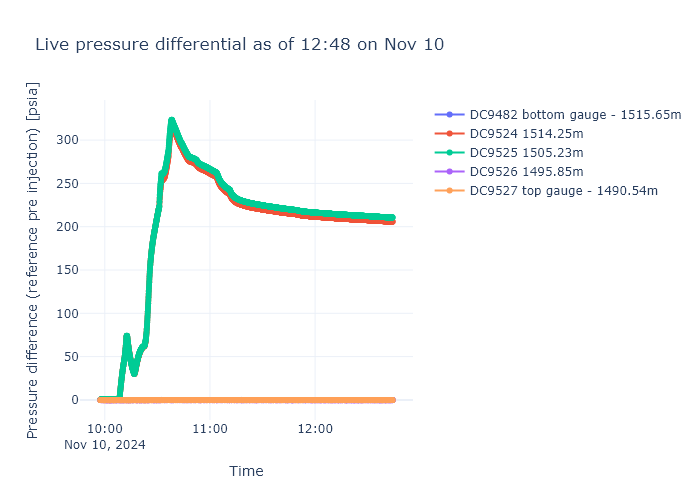 Live pressure differential as of 12:48 on Nov 10
Pressure difference (reference pre injection) [psia]
300
250
200
150
100
50
0
10:00
Nov 10, 2024
11:00
12:00
Time
DC9482 bottom gauge - 1515.65m
DC9524 1514.25m
DC9525 1505.23m
DC9526 1495.85m
DC9527 top gauge - 1490.54m